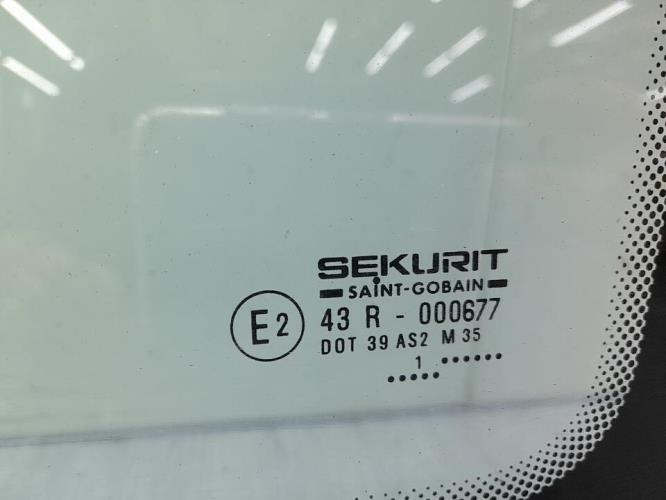 SEKURIT
SAINT-GOBAIN
E2 43 R - 000677
DOT 39 AS2 M 35
1 ......
.....